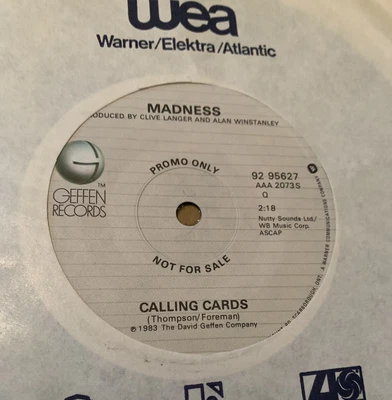 wea
Warner/Elektra/Atlantic
MADNESS
PRODUCED BY CLIVE LANGER AND ALAN WINSTANLEY
PROMO ONLY
™
GEFFEN
RECORDS
92 95627
AAA 2073S
Q
2:18
Nutty Sounds Ltd/
WB Music Corp.
ASCAP
NOT FOR SALE
CALLING CARDS
(Thompson/Foreman)
℗ 1983 The David Geffen Company